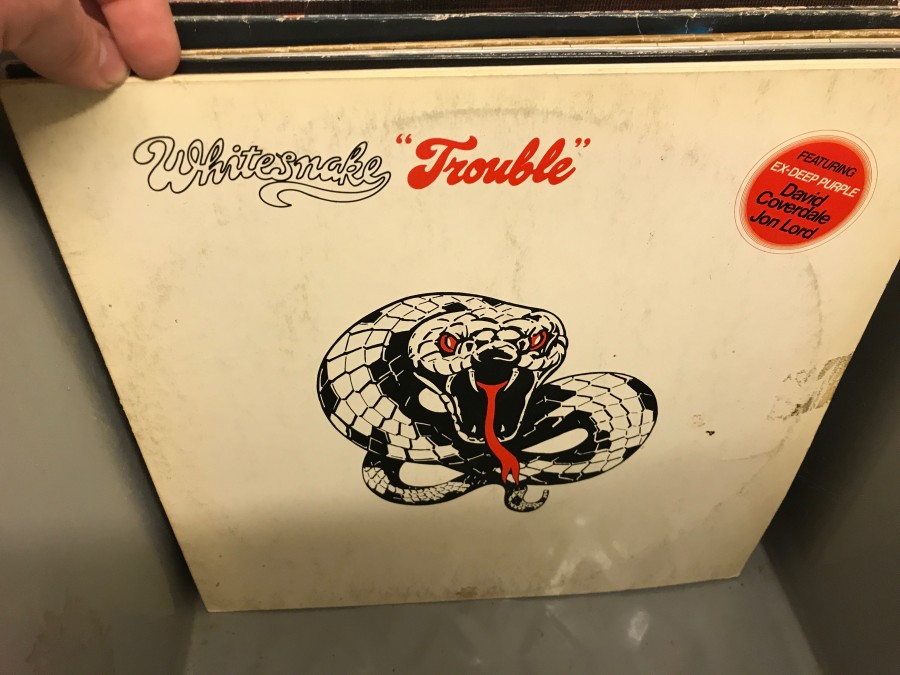 Whitesnake "Trouble"
FEATURING
EX-DEEP PURPLE
David
Coverdale
Jon Lord